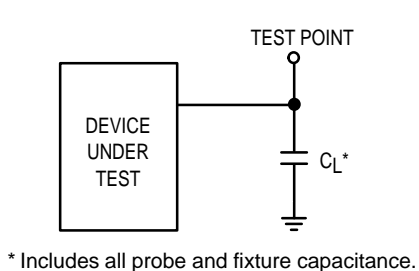 TEST POINT
DEVICE
UNDER
TEST
CL*
* Includes all probe and fixture capacitance.